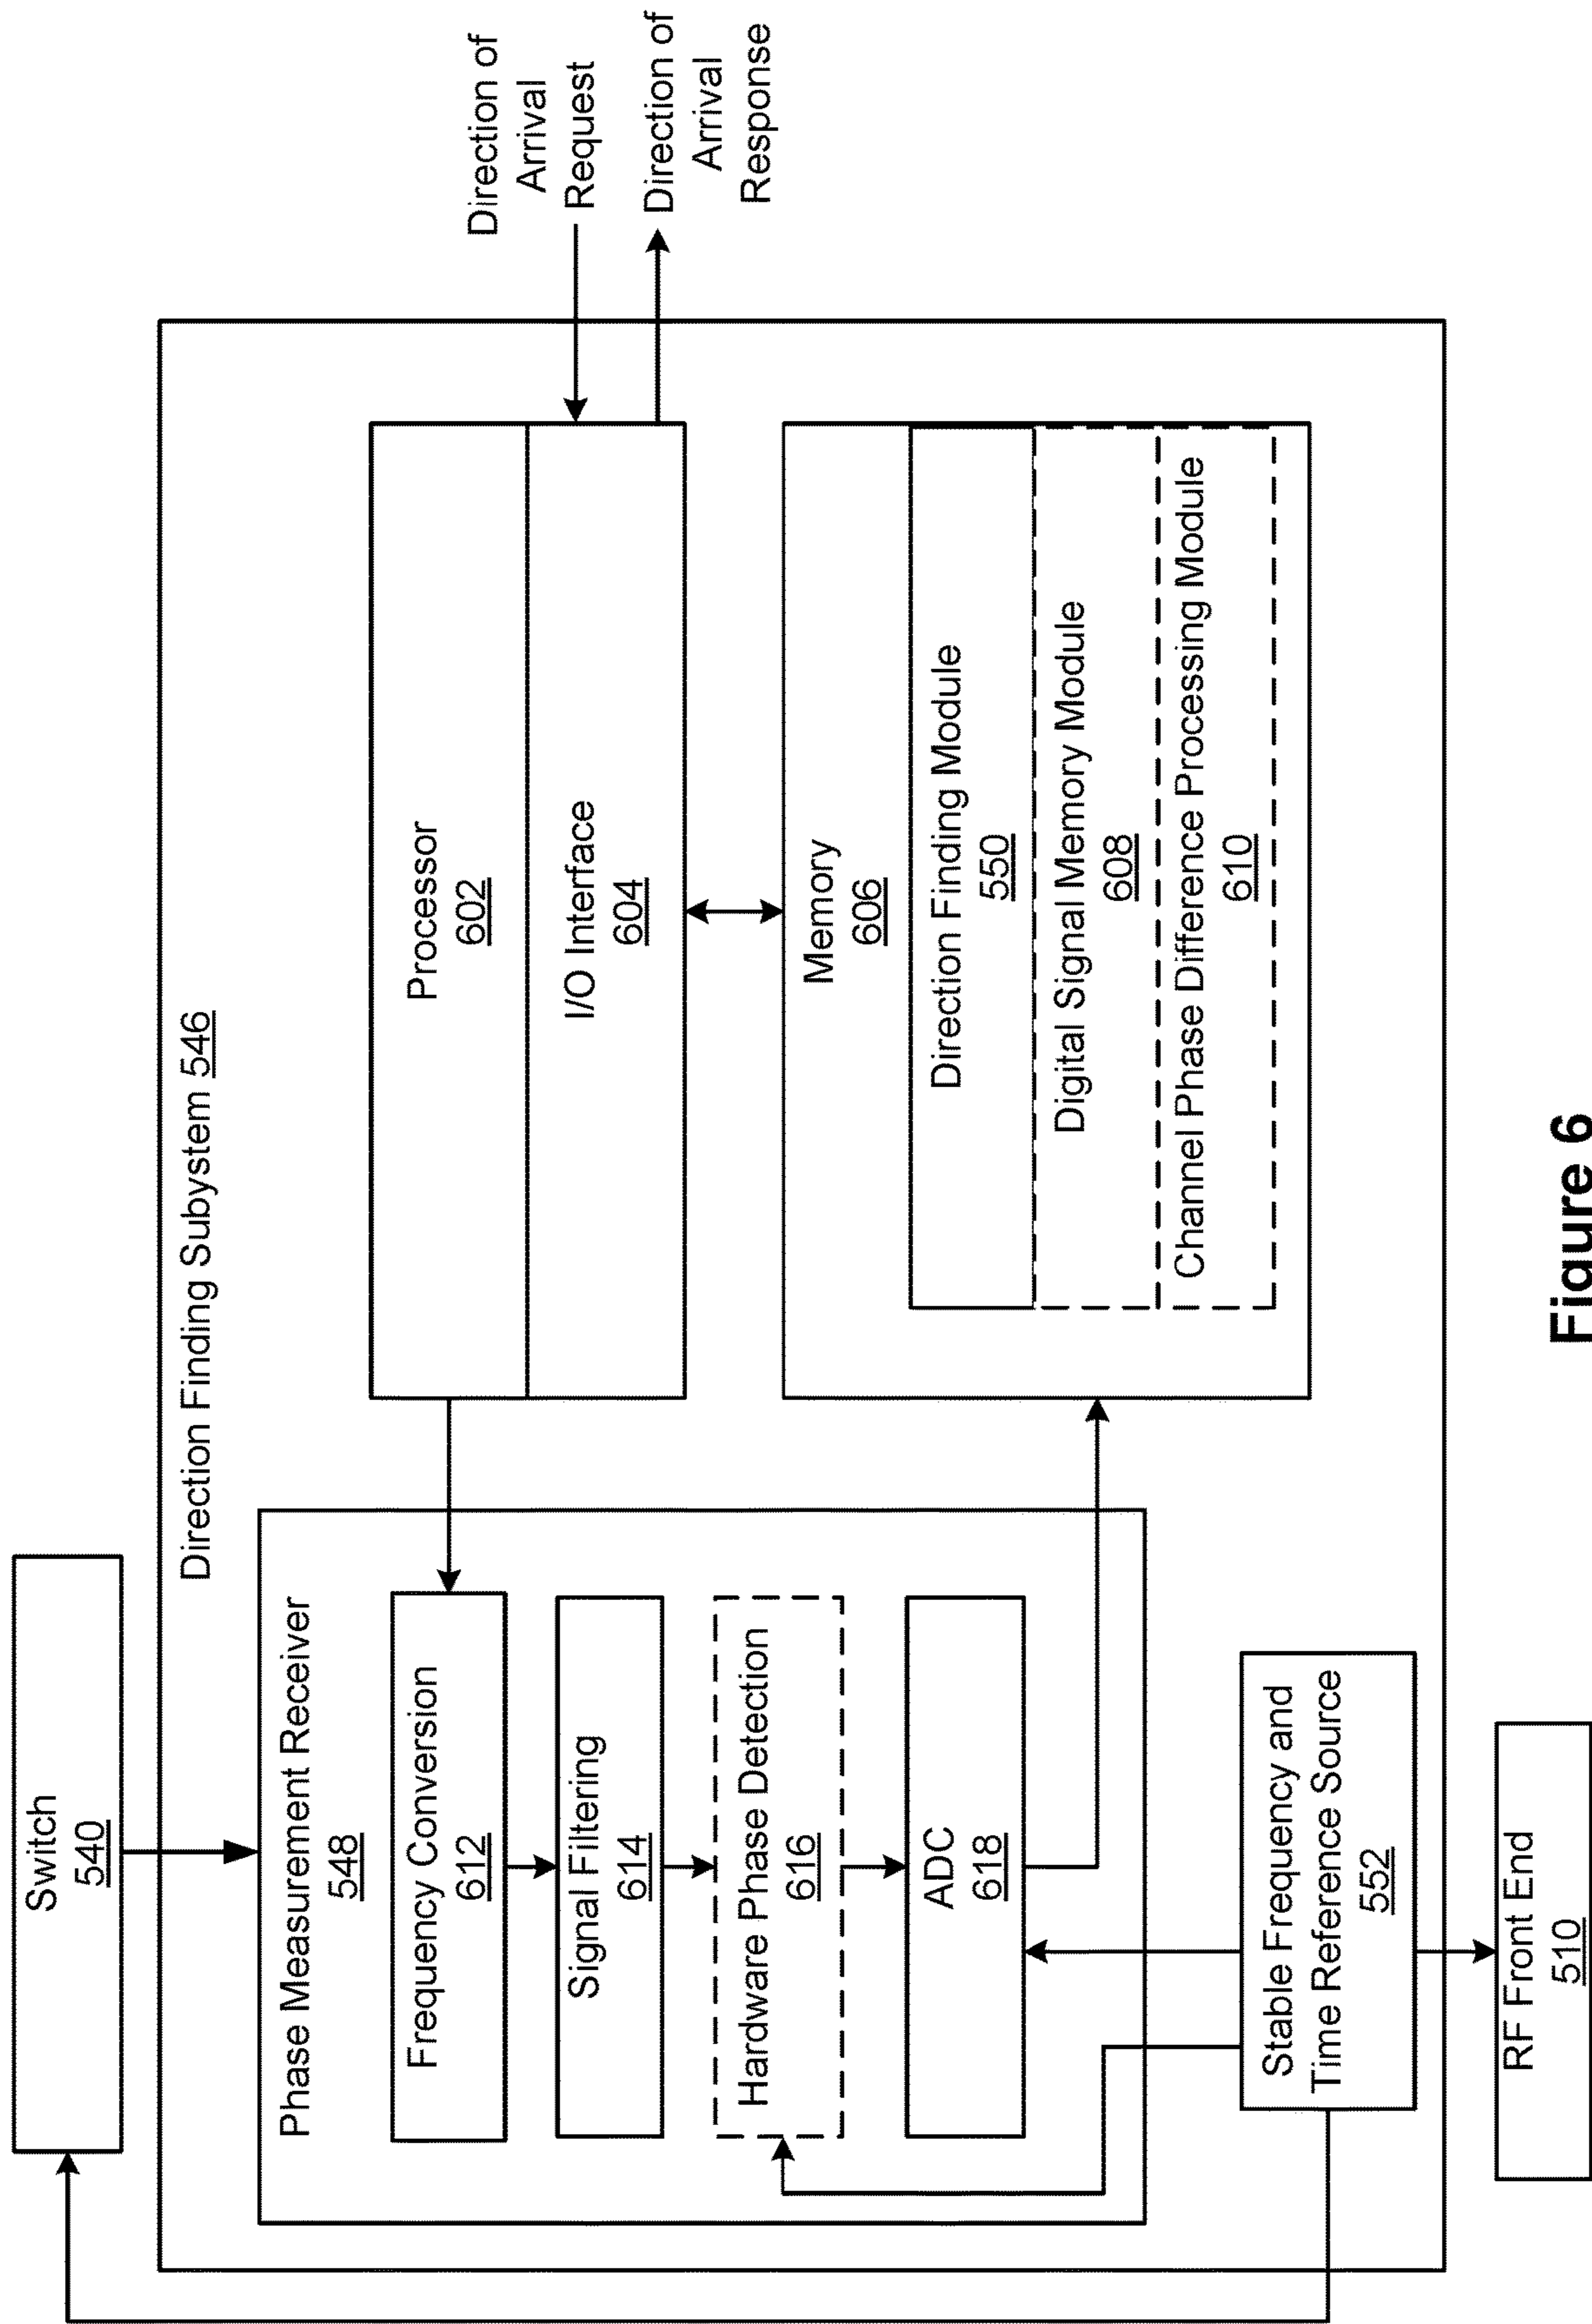 Switch
540
Direction Finding Subystem 546
Phase Measurement Receiver
548
Frequency Conversion
612
Signal Filtering
614
Hardware Phase Detection
616
ADC
618
Stable Frequency and
Time Reference Source
552
RF Front End
510
Processor
602
I/O Interface
604
Memory
606
Direction Finding Module
550
Digital Signal Memory Module
608
Channel Phase Difference Processing Module
610
Direction of
Arrival
Request
Direction of
Arrival
Response
Figure 6